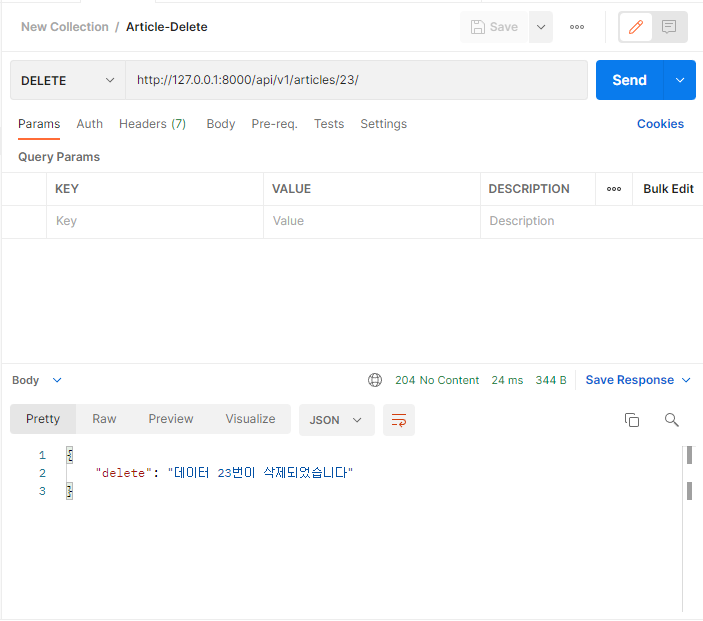 New Collection / Article-Delete
Save
DELETE
http://127.0.0.1:8000/api/v1/articles/23/
Send
Params Auth Headers (7) Body Pre-req. Tests Settings Cookies
Query Params
KEY VALUE DESCRIPTION Bulk Edit
Key Value Description
Body 204 No Content 24 ms 344 B Save Response
Pretty Raw Preview Visualize JSON
1 {
2 "delete": "데이터 23번이 삭제되었습니다"
3 }